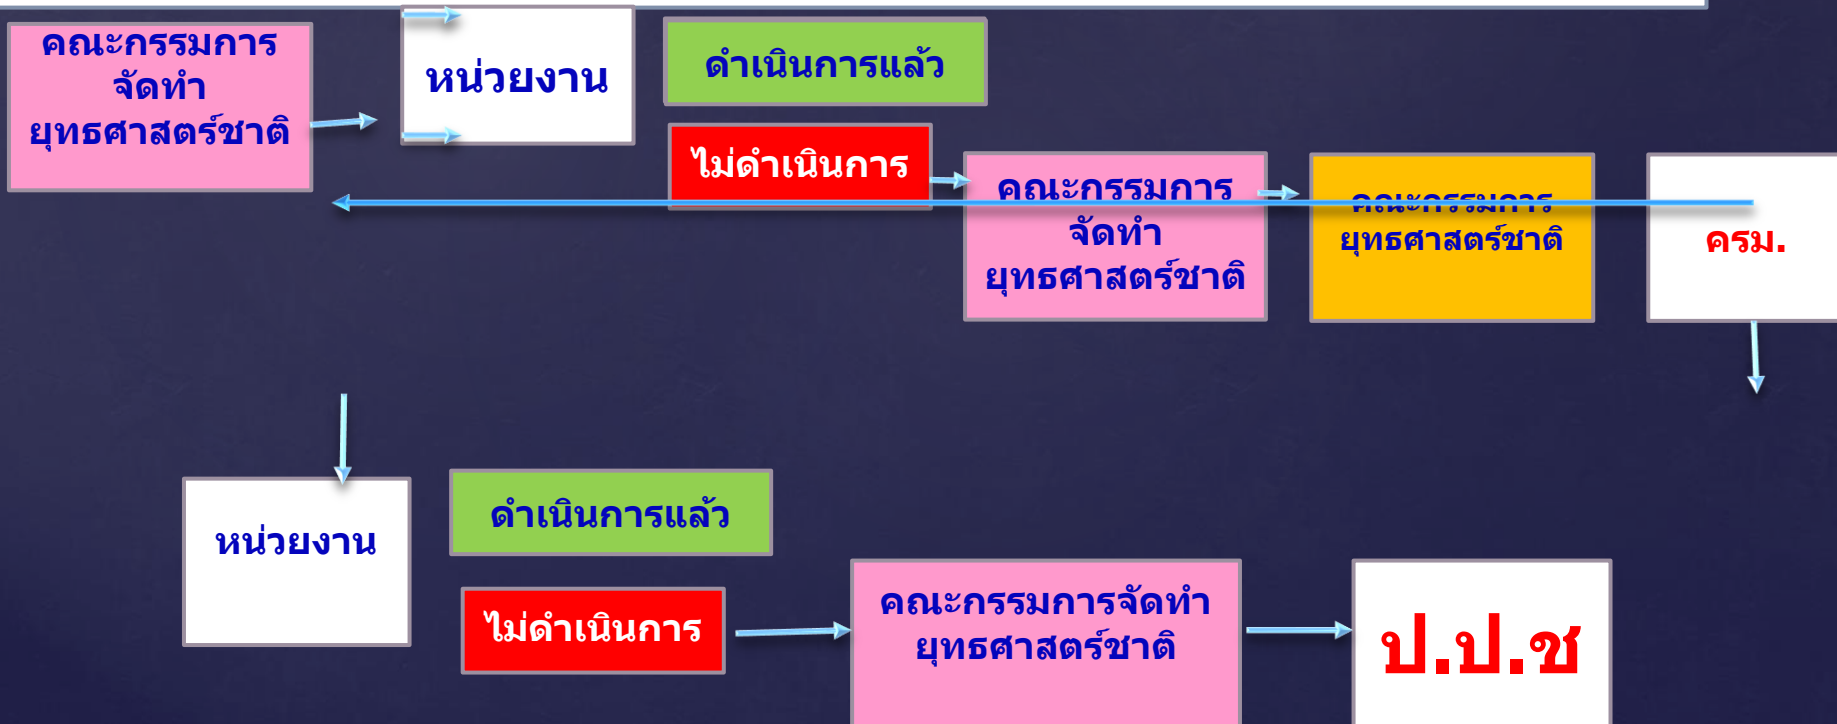 คณะกรรมการ
จัดทำ
ยุทธศาสตร์ชาติ
หน่วยงาน
ดำเนินการแล้ว
ไม่ดำเนินการ
คณะกรรมการ
จัดทำ
ยุทธศาสตร์ชาติ
คณะกรรมการ
ยุทธศาสตร์ชาติ
ครม.
หน่วยงาน
ดำเนินการแล้ว
ไม่ดำเนินการ
คณะกรรมการจัดทำ
ยุทธศาสตร์ชาติ
ป.ป.ช